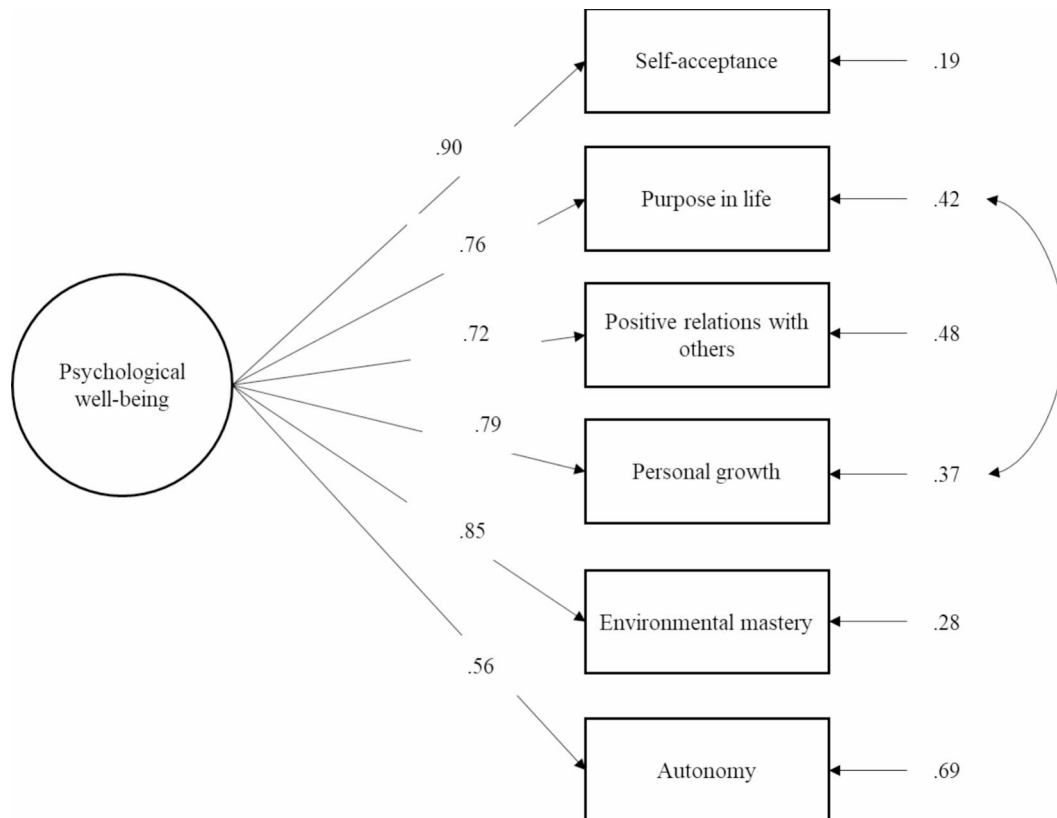 Self-acceptance
.19
.90
Purpose in life
.42
.76
Positive relations with
others
.48
.72
Psychological
well-being
.79
Personal growth
.37
.85
Environmental mastery
.28
.56
Autonomy
.69